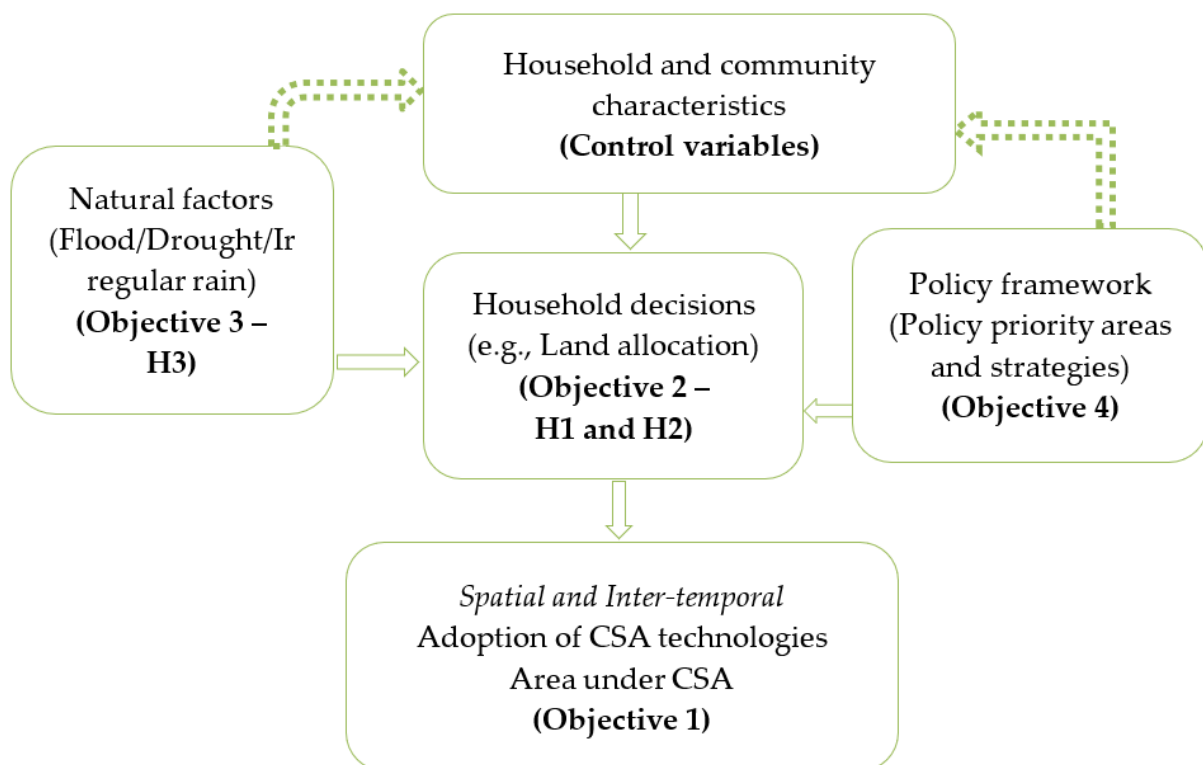 Household and community
characteristics
(Control variables)
Natural factors
(Flood/Drought/Ir
regular rain)
(Objective 3 –
H3)
Household decisions
(e.g., Land allocation)
(Objective 2 –
H1 and H2)
Policy framework
(Policy priority areas
and strategies)
(Objective 4)
Spatial and Inter-temporal
Adoption of CSA technologies
Area under CSA
(Objective 1)